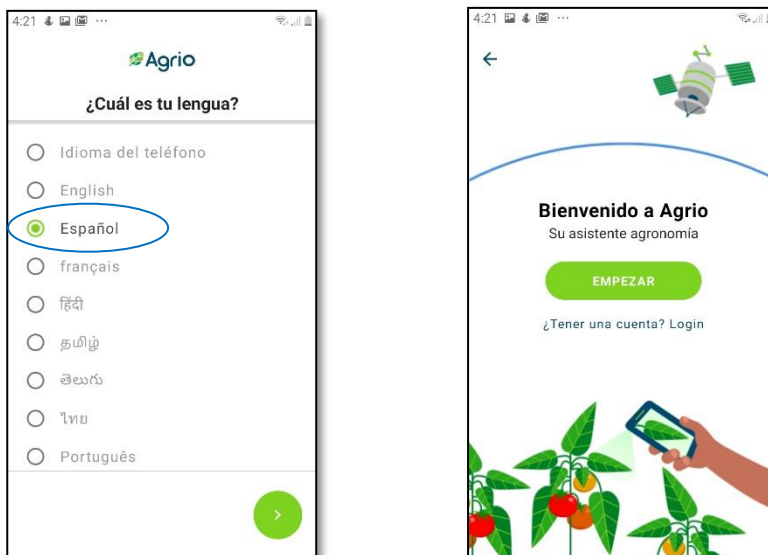 4:21
Agrio
¿Cuál es tu lengua?
Idioma del teléfono
English
Español
français
हिंदी
தமிழ்
తెలుగు
ไทย
Português
4:21
Bienvenido a Agrio
Su asistente agronomía
EMPEZAR
¿Tener una cuenta? Login